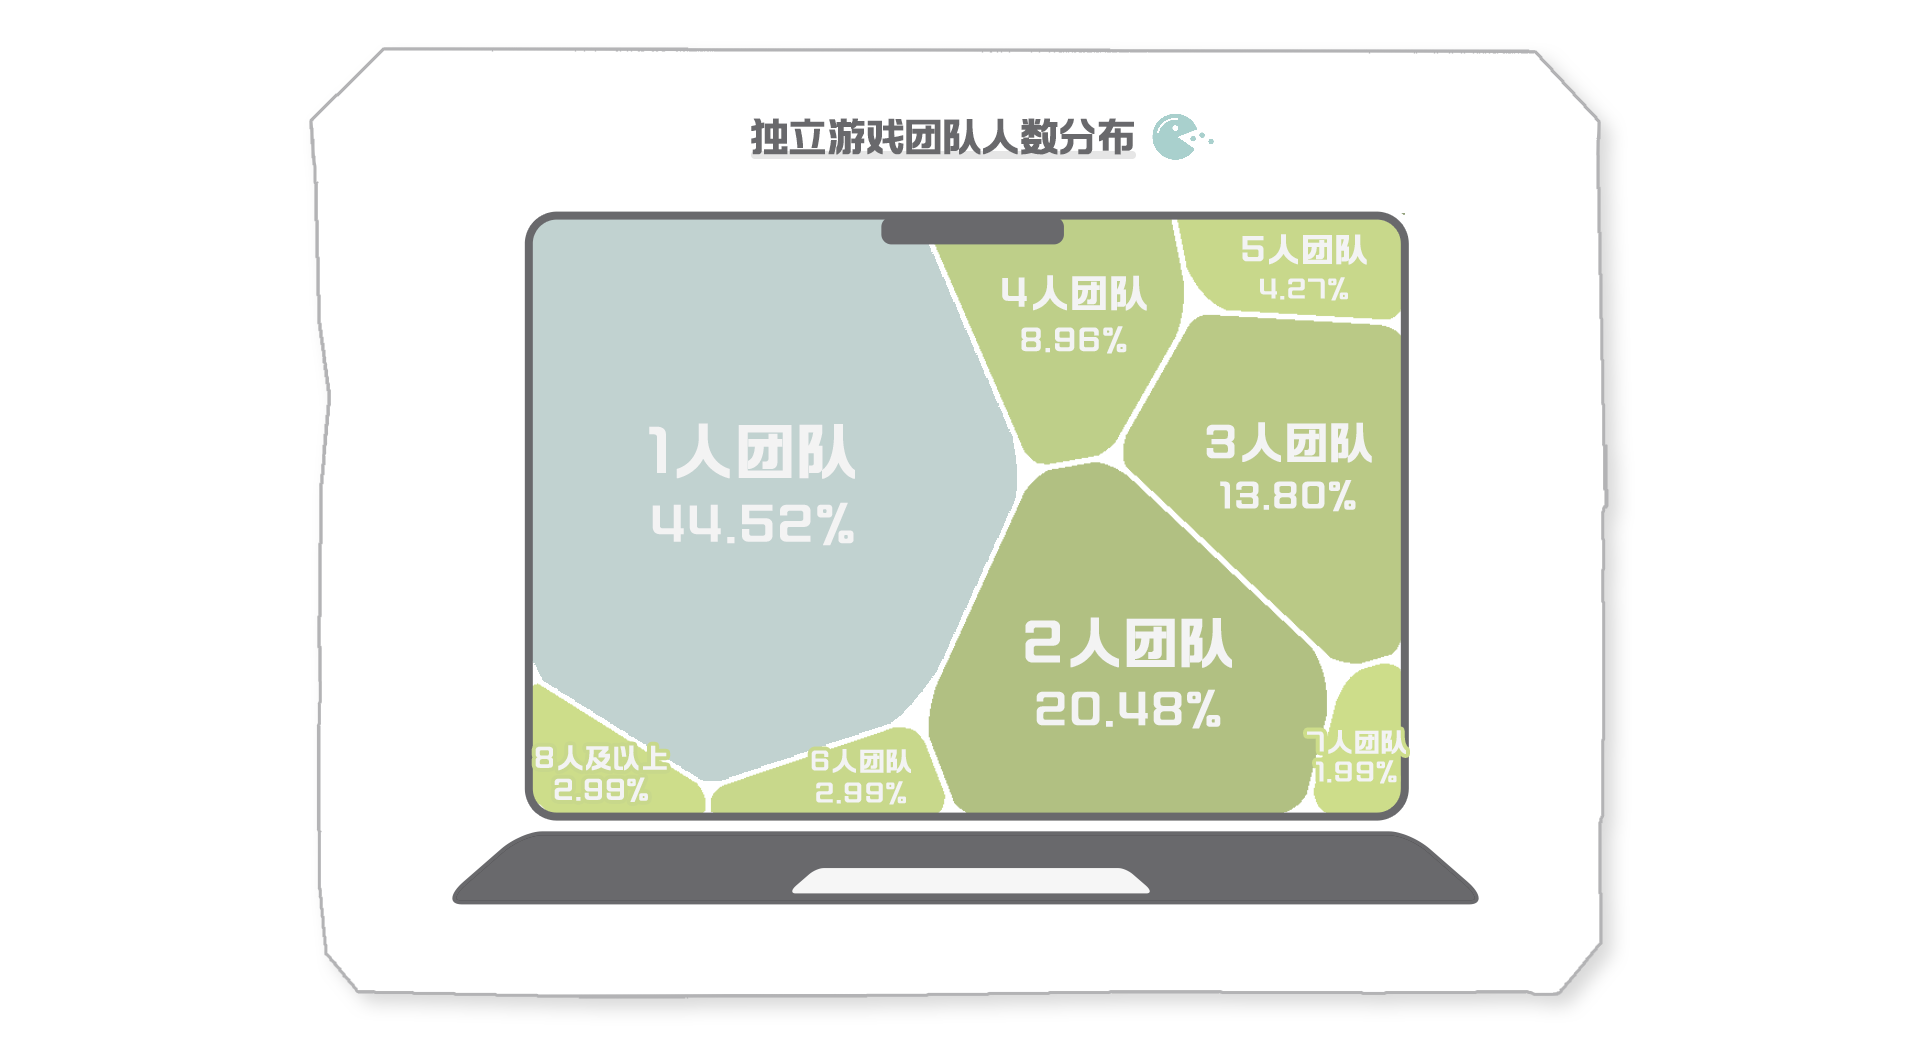 独立游戏团队人数分布
1人团队
44.52%
4人团队
8.96%
5人团队
4.27%
3人团队
13.80%
2人团队
20.48%
8人及以上
2.99%
6人团队
2.99%
7人团队
1.99%